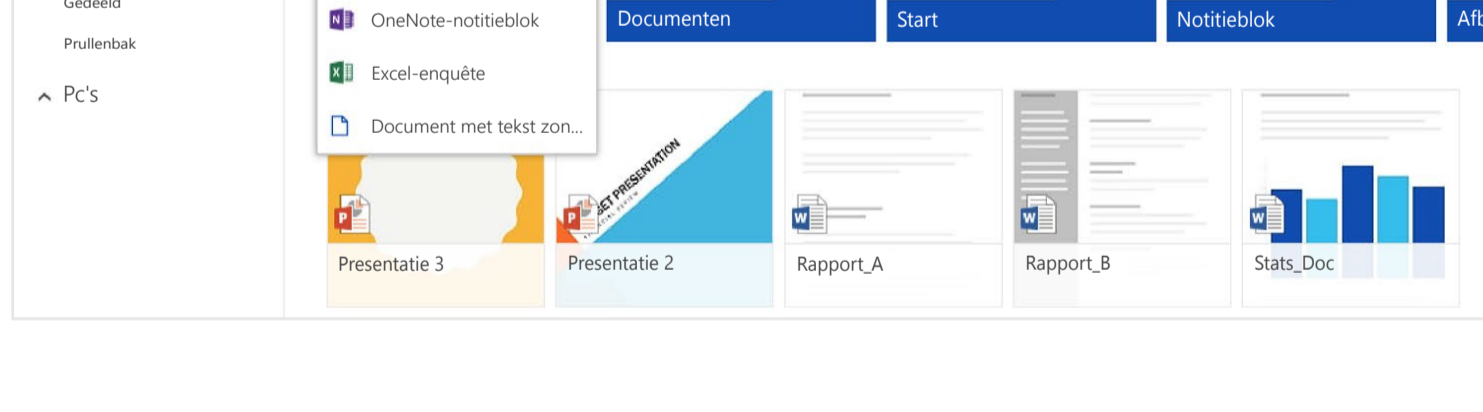 Gedeeld
Prullenbak
Pc's
OneNote-notitieblok
Excel-enquête
Document met tekst zon...
Documenten
Start
Notitieblok
Afb
GET PRESENTATION
Presentatie 3
Presentatie 2
Rapport_A
Rapport_B
Stats_Doc